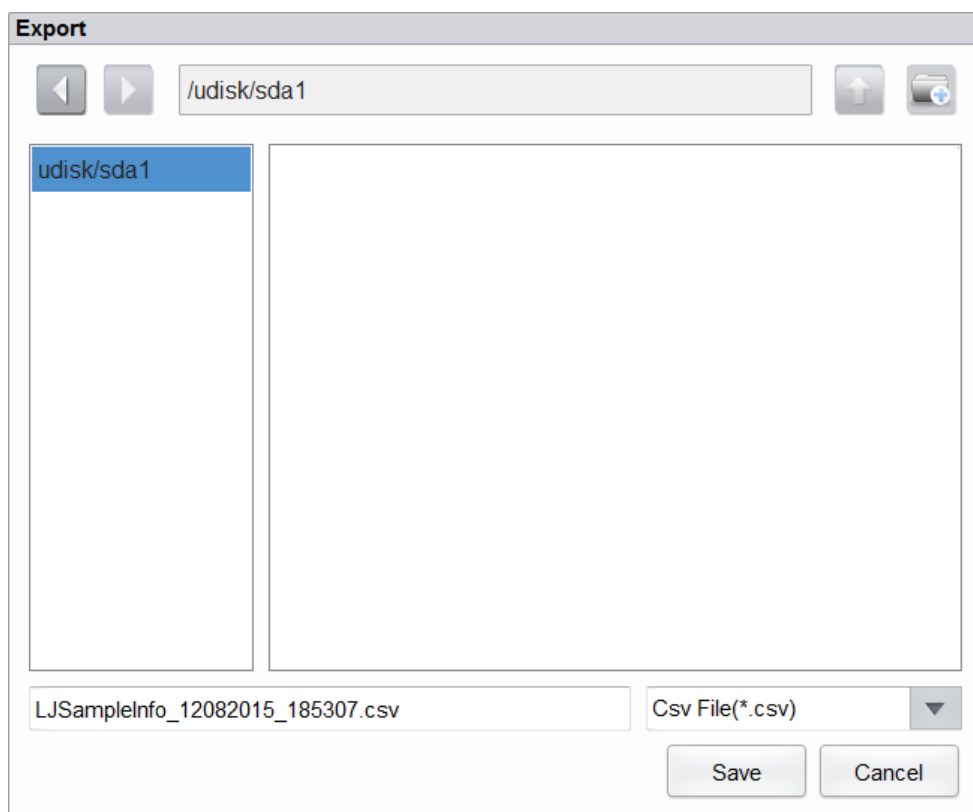 Export
/udisk/sda1
udisk/sda1
LJSampleInfo_12082015_185307.csv
Csv File(*.csv)
Save
Cancel